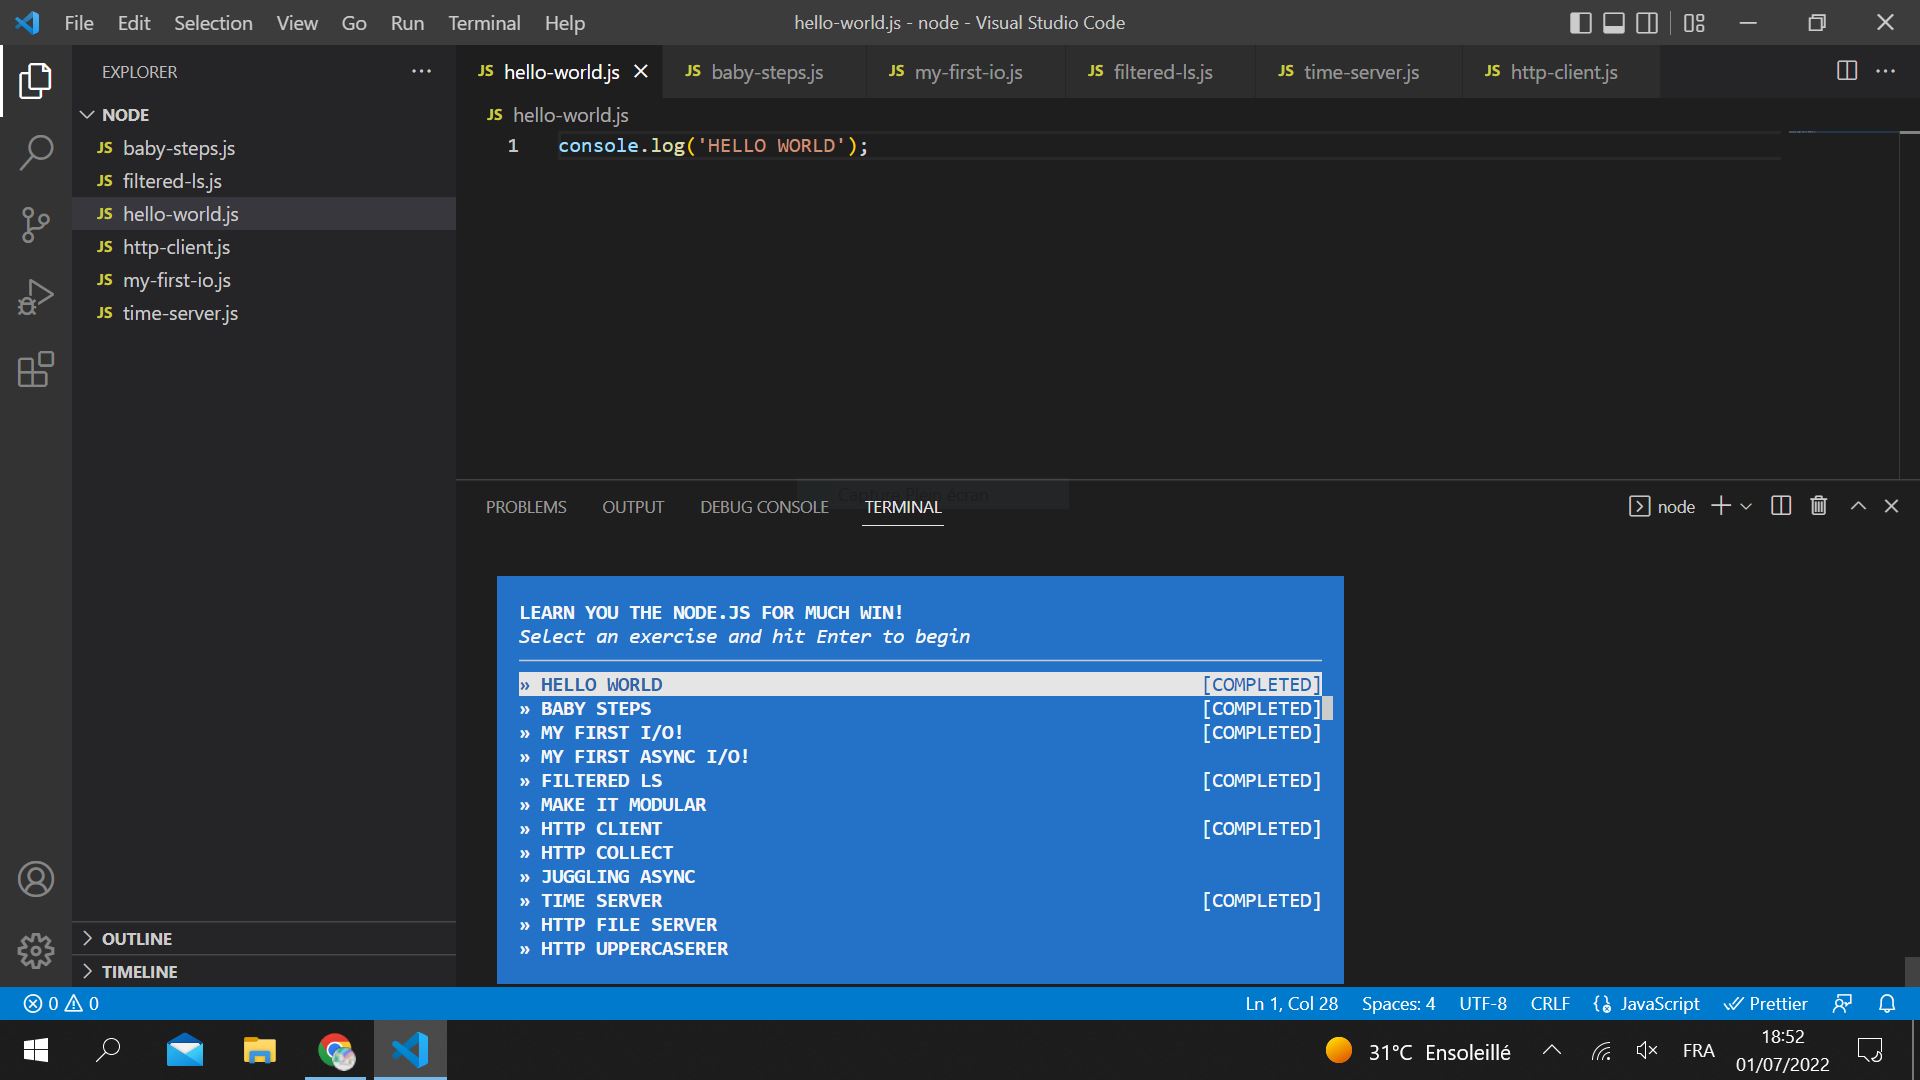 File Edit Selection View Go Run Terminal Help
hello-world.js - node - Visual Studio Code
EXPLORER
NODE
JS baby-steps.js
JS filtered-ls.js
JS hello-world.js
JS http-client.js
JS my-first-io.js
JS time-server.js
OUTLINE
TIMELINE
JS hello-world.js JS baby-steps.js JS my-first-io.js JS filtered-ls.js JS time-server.js JS http-client.js
JS hello-world.js
1 console.log('HELLO WORLD');
Capture Plein écran
PROBLEMS OUTPUT DEBUG CONSOLE TERMINAL node
LEARN YOU THE NODE.JS FOR MUCH WIN!
Select an exercise and hit Enter to begin
» HELLO WORLD [COMPLETED]
» BABY STEPS [COMPLETED]
» MY FIRST I/O! [COMPLETED]
» MY FIRST ASYNC I/O!
» FILTERED LS [COMPLETED]
» MAKE IT MODULAR
» HTTP CLIENT [COMPLETED]
» HTTP COLLECT
» JUGGLING ASYNC
» TIME SERVER [COMPLETED]
» HTTP FILE SERVER
» HTTP UPPERCASERER
0 0 Ln 1, Col 28 Spaces: 4 UTF-8 CRLF JavaScript Prettier
31°C Ensoleillé FRA
18:52
01/07/2022